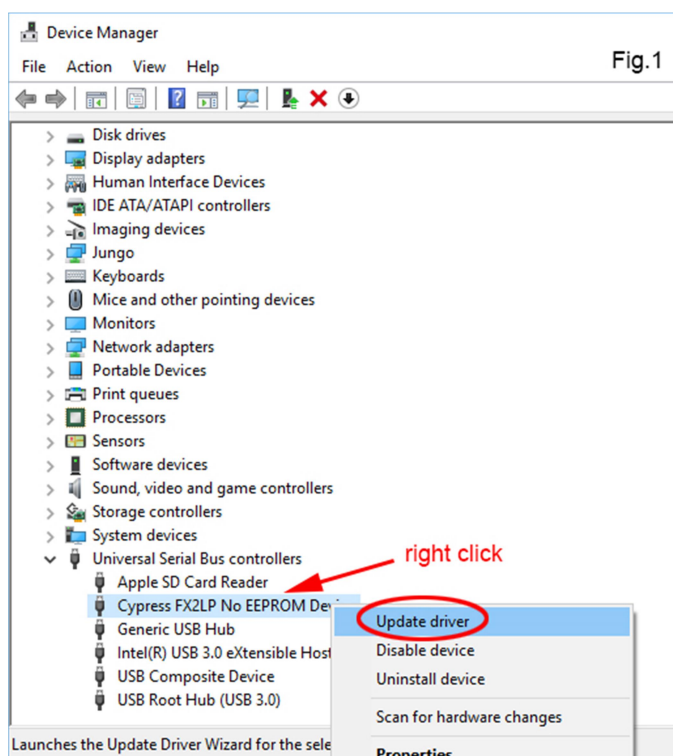 Device Manager
Fig.1
File Action View Help
Disk drives
Display adapters
Human Interface Devices
IDE ATA/ATAPI controllers
Imaging devices
Jungo
Keyboards
Mice and other pointing devices
Monitors
Network adapters
Portable Devices
Print queues
Processors
Sensors
Software devices
Sound, video and game controllers
Storage controllers
System devices
Universal Serial Bus controllers
right click
Apple SD Card Reader
Cypress FX2LP No EEPROM
Update driver
Generic USB Hub
Disable device
Intel(R) USB 3.0 eXtensible Host
USB Composite Device
Uninstall device
USB Root Hub (USB 3.0)
Scan for hardware changes
Launches the Update Driver Wizard for the
Properties